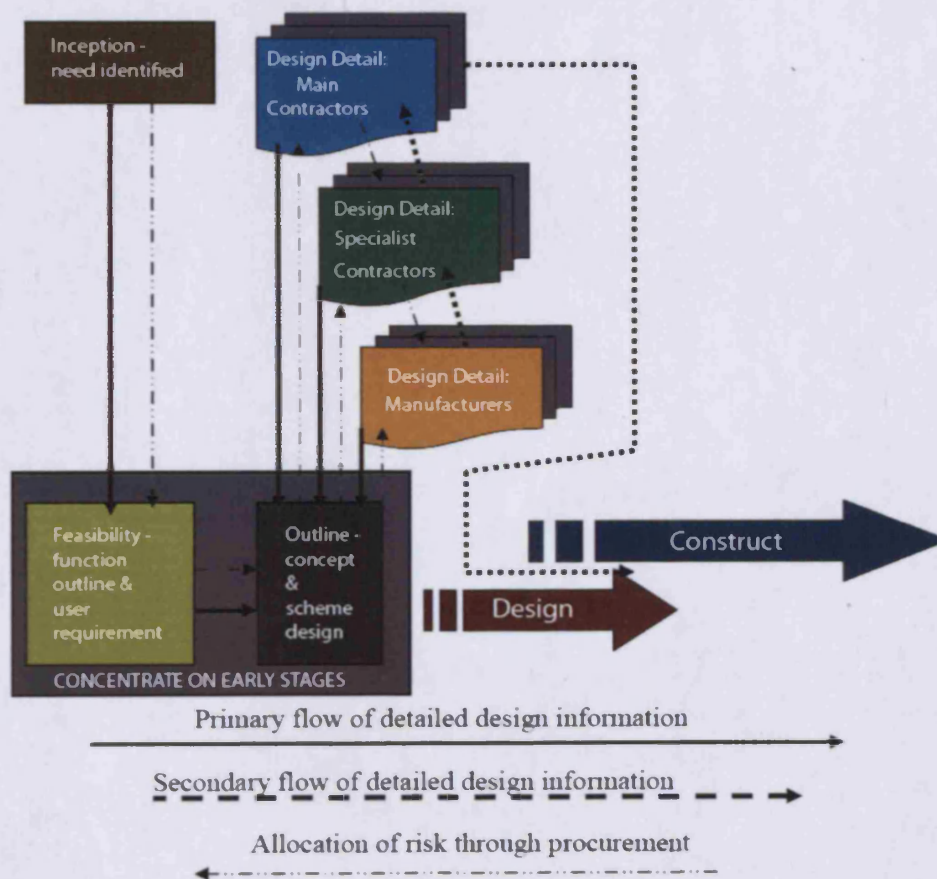 Inception -
need identified
Design Detail:
Main
Contractors
Design Detail:
Specialist
Contractors
Design Detail:
Manufacturers
Feasibility -
function
outline &
user
requirement
Outline -
concept
&
scheme
design
CONCENTRATE ON EARLY STAGES
Construct
Design
Primary flow of detailed design information
Secondary flow of detailed design information
Allocation of risk through procurement